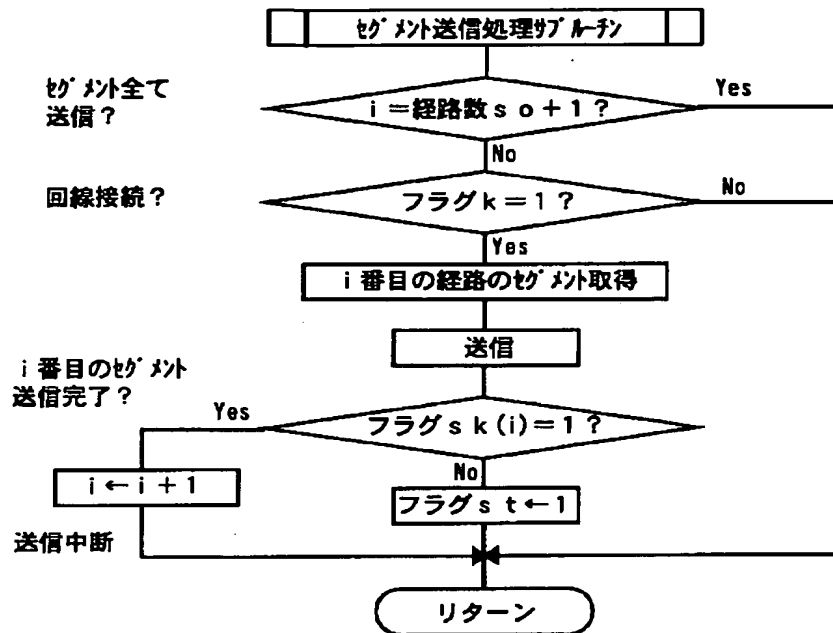 セグメント送信処理サブルーチン
セグメント全て
送信？
i＝経路数so＋1？
Yes
No
回線接続？
フラグk＝1？
No
Yes
i番目の経路のセグメント取得
送信
i番目のセグメント
送信完了？
Yes
フラグsk(i)＝1？
No
i←i＋1
フラグst←1
送信中断
リターン